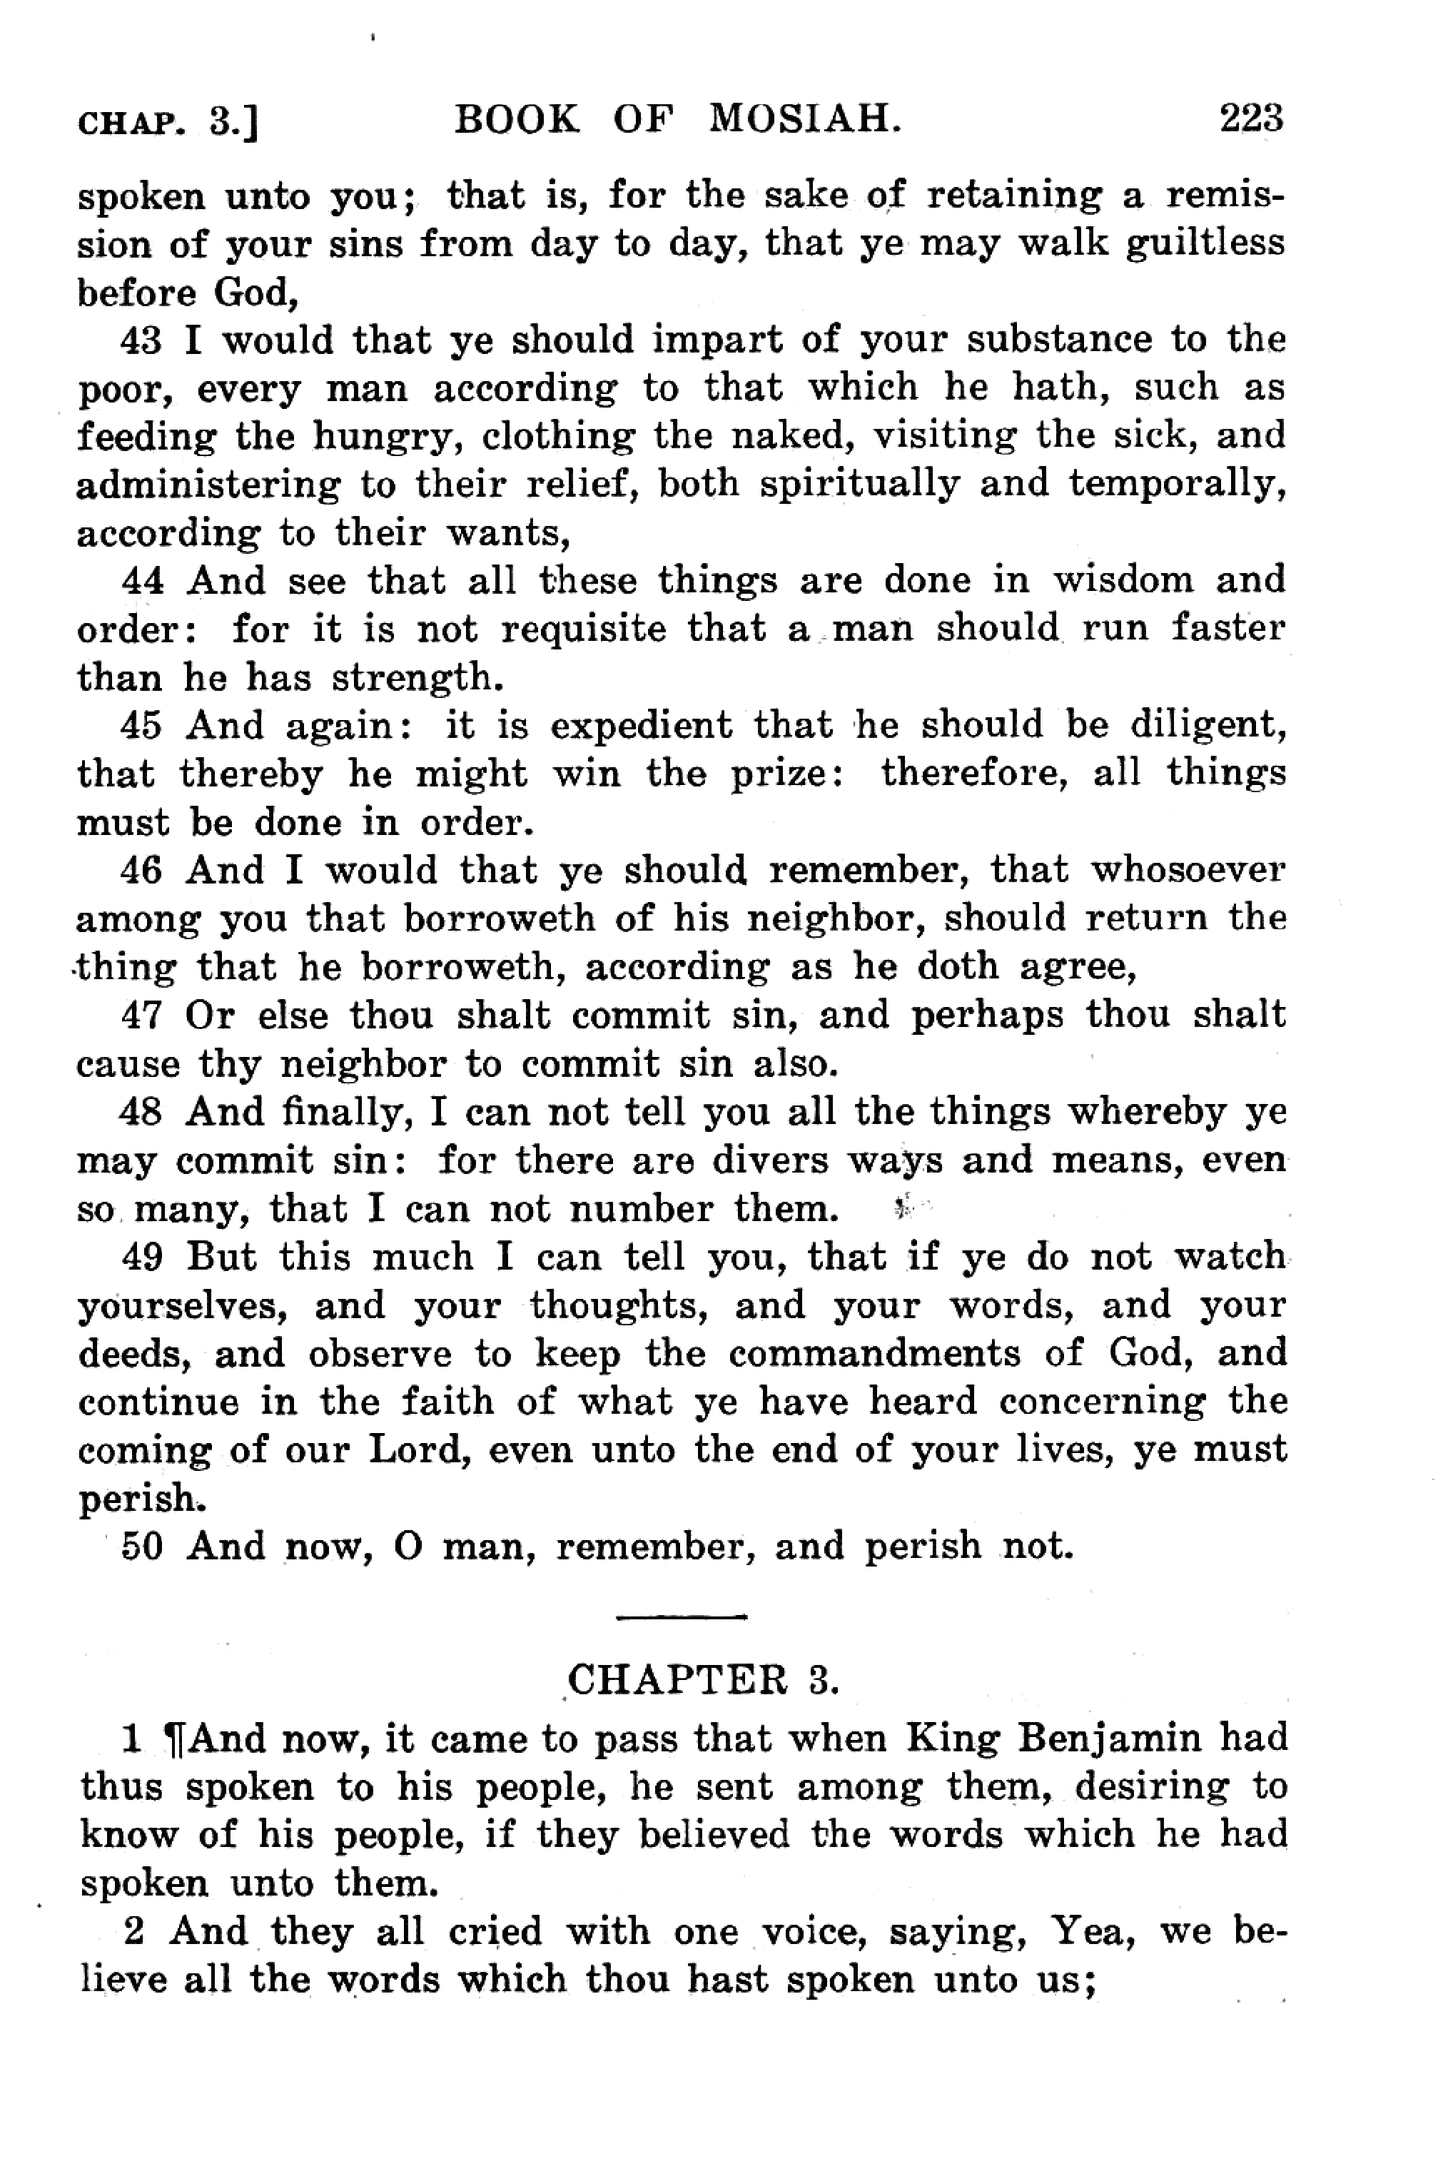 CHAP. 3.] BOOK OF MOSIAH. 223
spoken unto you; that is, for the sake of retaining a remis-
sion of your sins from day to day, that ye may walk guiltless
before God,
43 I would that ye should impart of your substance to the
poor, every man according to that which he hath, such as
feeding the hungry, clothing the naked, visiting the sick, and
administering to their relief, both spiritually and temporally,
according to their wants,
44 And see that all these things are done in wisdom and
order: for it is not requisite that a man should run faster
than he has strength.
45 And again: it is expedient that he should be diligent,
that thereby he might win the prize: therefore, all things
must be done in order.
46 And I would that ye should remember, that whosoever
among you that borroweth of his neighbor, should return the
thing that he borroweth, according as he doth agree,
47 Or else thou shalt commit sin, and perhaps thou shalt
cause thy neighbor to commit sin also.
48 And finally, I can not tell you all the things whereby ye
may commit sin: for there are divers ways and means, even
so many, that I can not number them.
49 But this much I can tell you, that if ye do not watch
yourselves, and your thoughts, and your words, and your
deeds, and observe to keep the commandments of God, and
continue in the faith of what ye have heard concerning the
coming of our Lord, even unto the end of your lives, ye must
perish.
50 And now, O man, remember, and perish not.
CHAPTER 3.
1 ¶And now, it came to pass that when King Benjamin had
thus spoken to his people, he sent among them, desiring to
know of his people, if they believed the words which he had
spoken unto them.
2 And they all cried with one voice, saying, Yea, we be-
lieve all the words which thou hast spoken unto us;